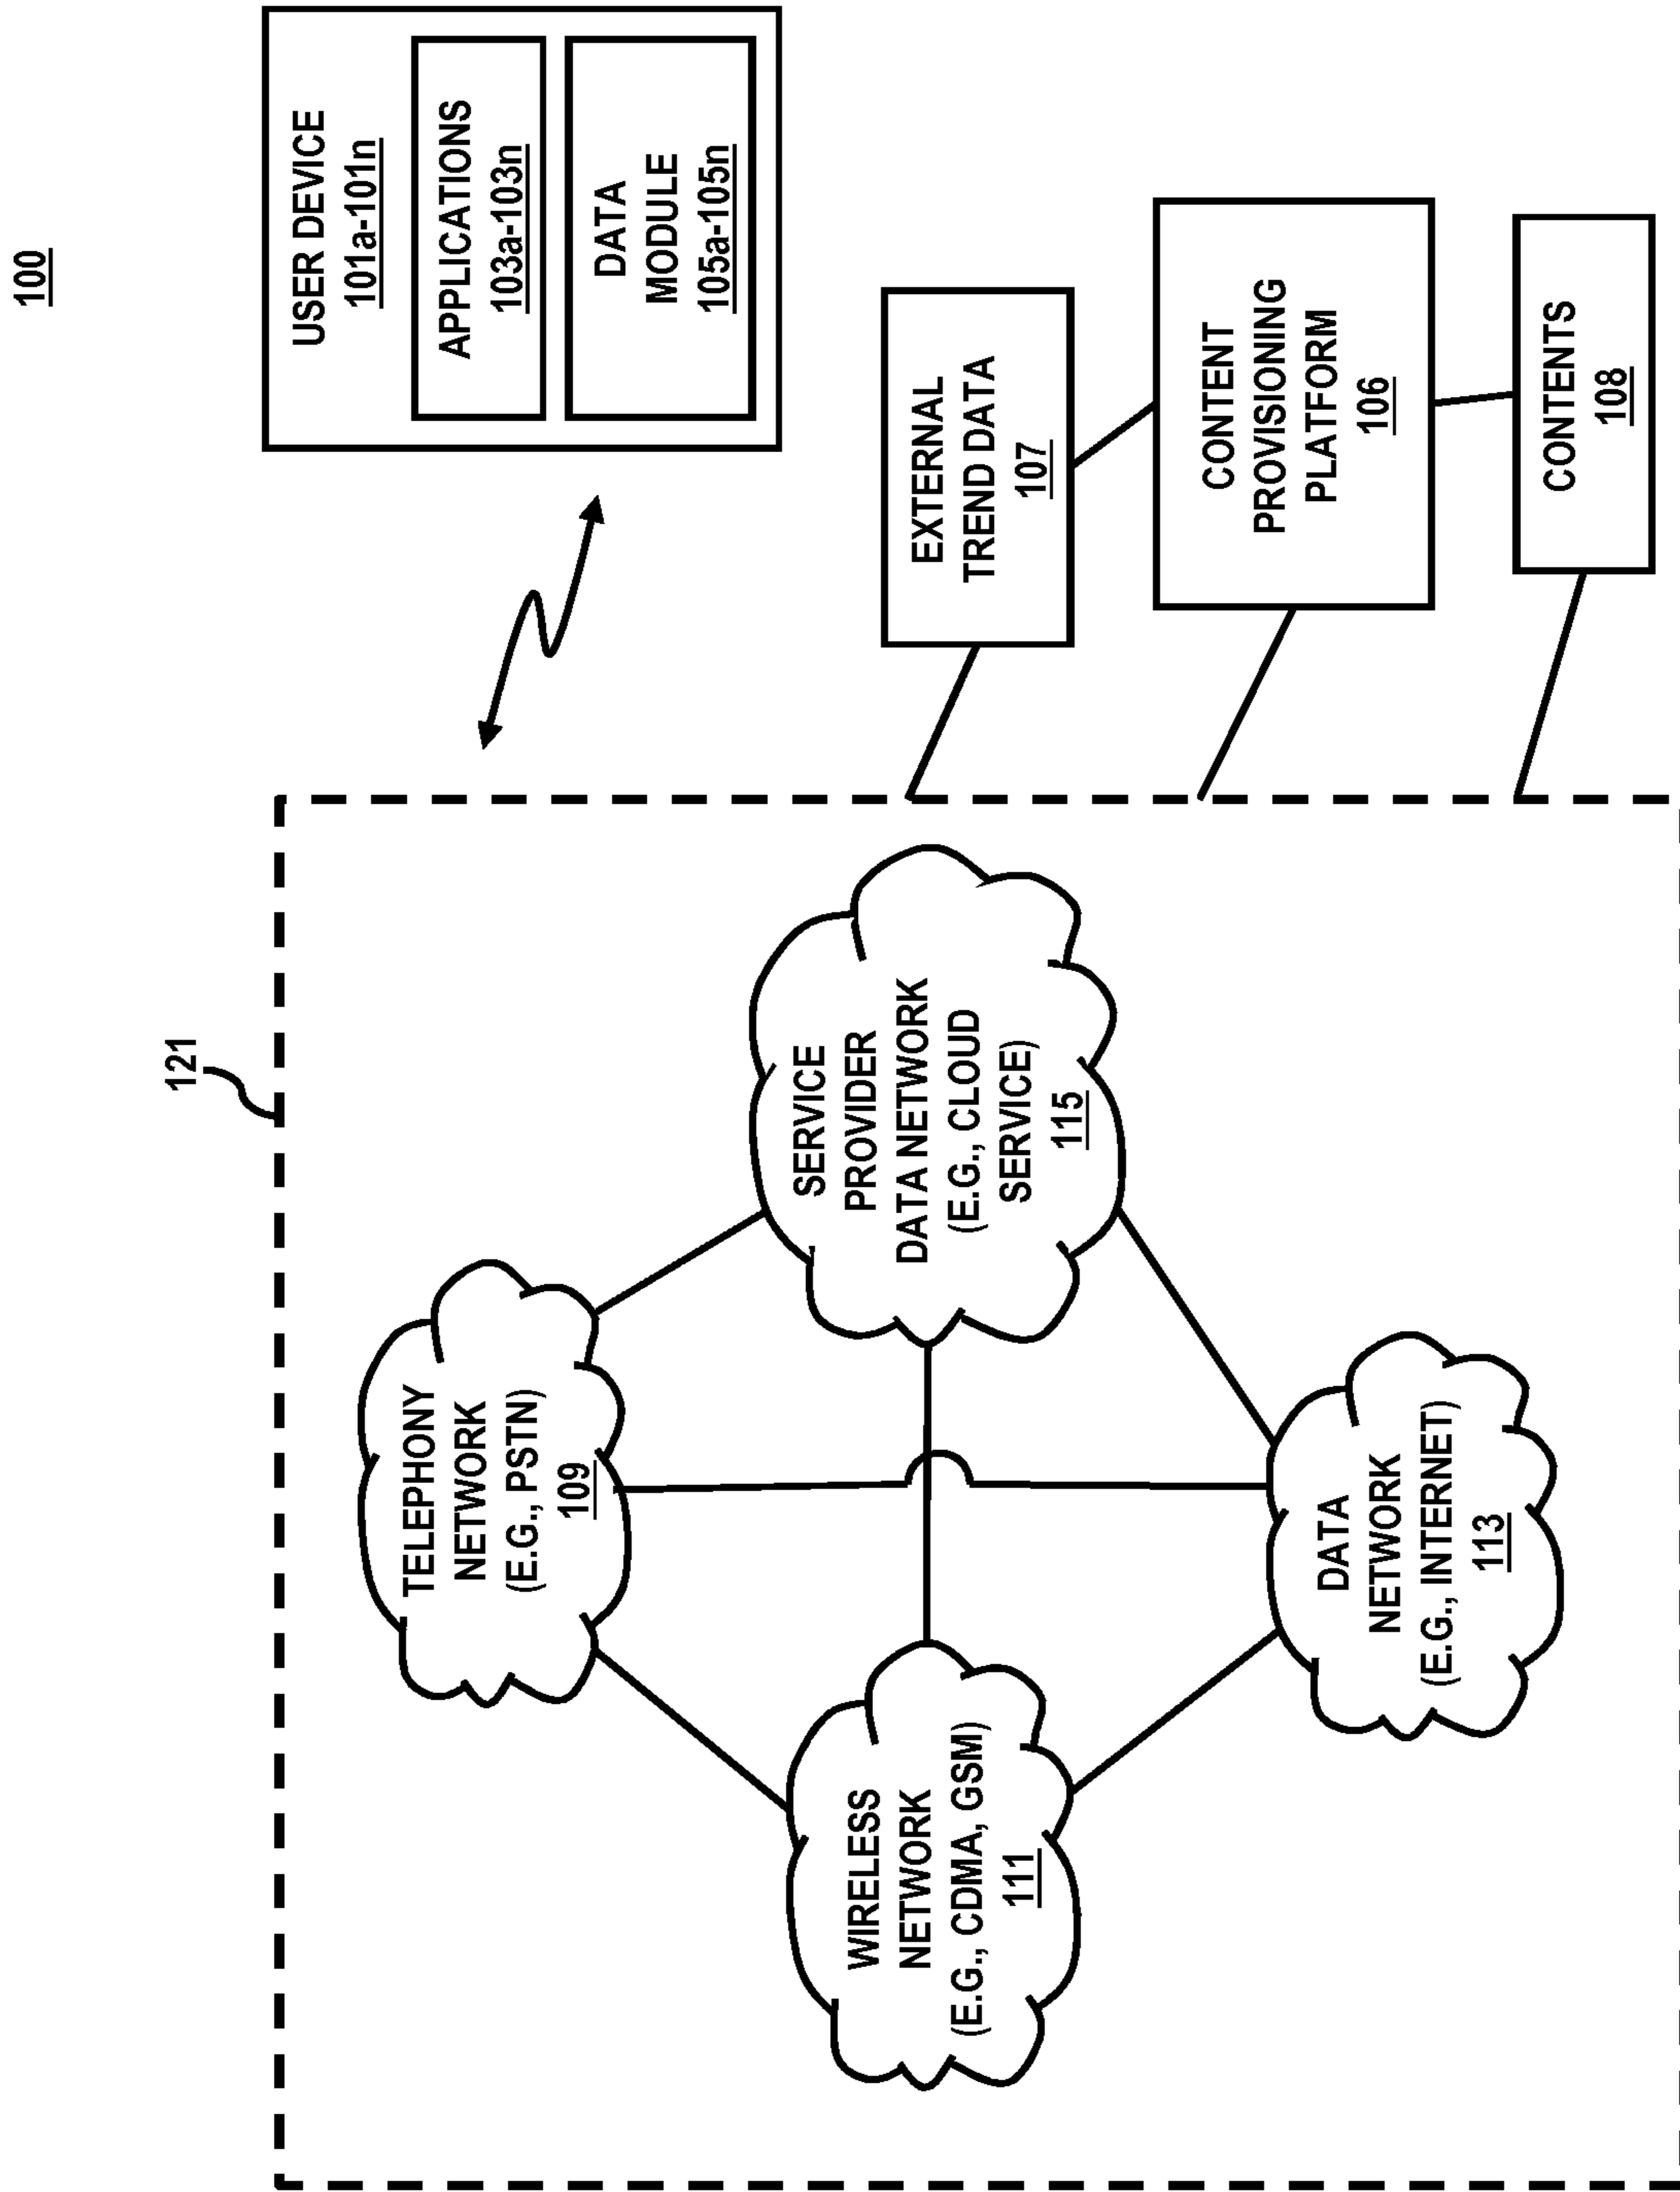 100
121
USER DEVICE
101a-101n
APPLICATIONS
103a-103n
DATA
MODULE
105a-105n
TELEPHONY
NETWORK
(E.G., PSTN)
109
SERVICE
PROVIDER
DATA NETWORK
(E.G., CLOUD
SERVICE)
115
WIRELESS
NETWORK
(E.G., CDMA, GSM)
111
DATA
NETWORK
(E.G., INTERNET)
113
EXTERNAL
TREND DATA
107
CONTENT
PROVISIONING
PLATFORM
106
CONTENTS
108